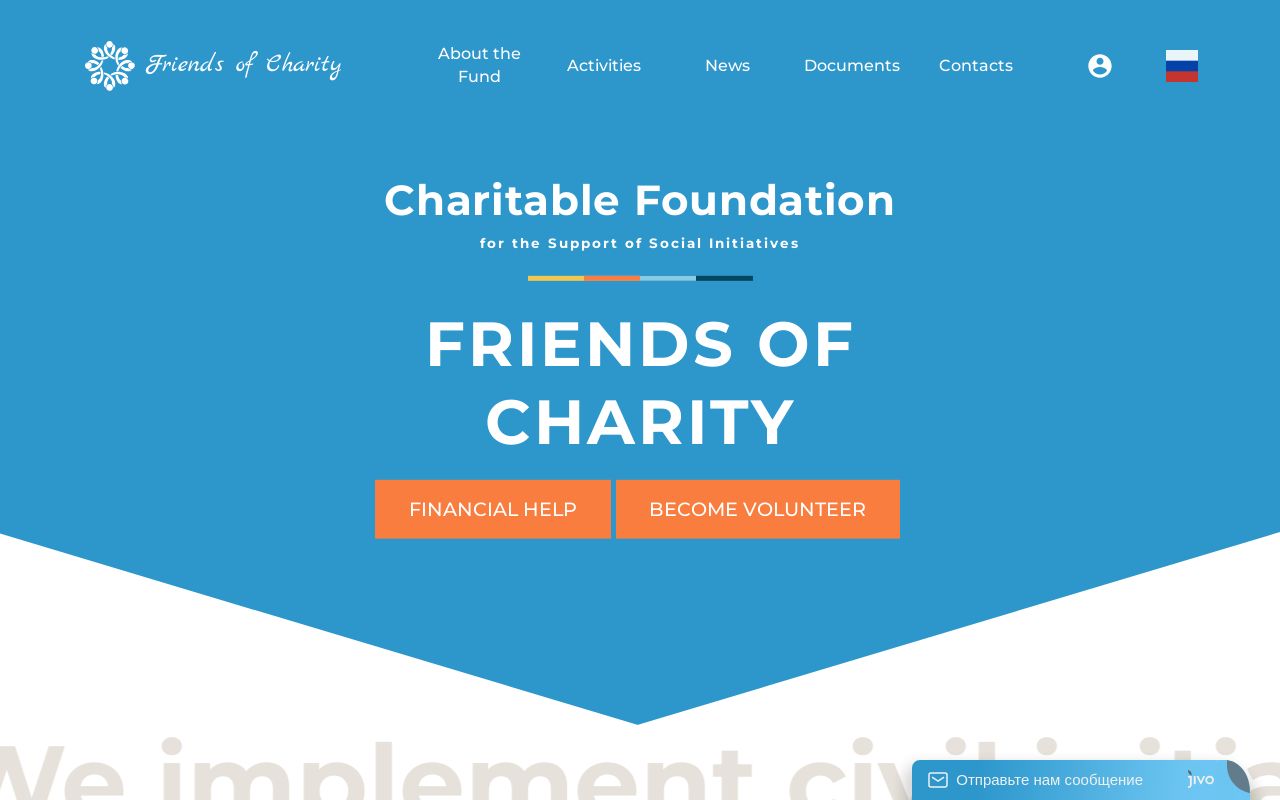 Friends of Charity
About the
Fund
Activities
News
Documents
Contacts
Charitable Foundation
for the Support of Social Initiatives
FRIENDS OF
CHARITY
FINANCIAL HELP
BECOME VOLUNTEER
We implement civil initia
Отправьте нам сообщение
jivo